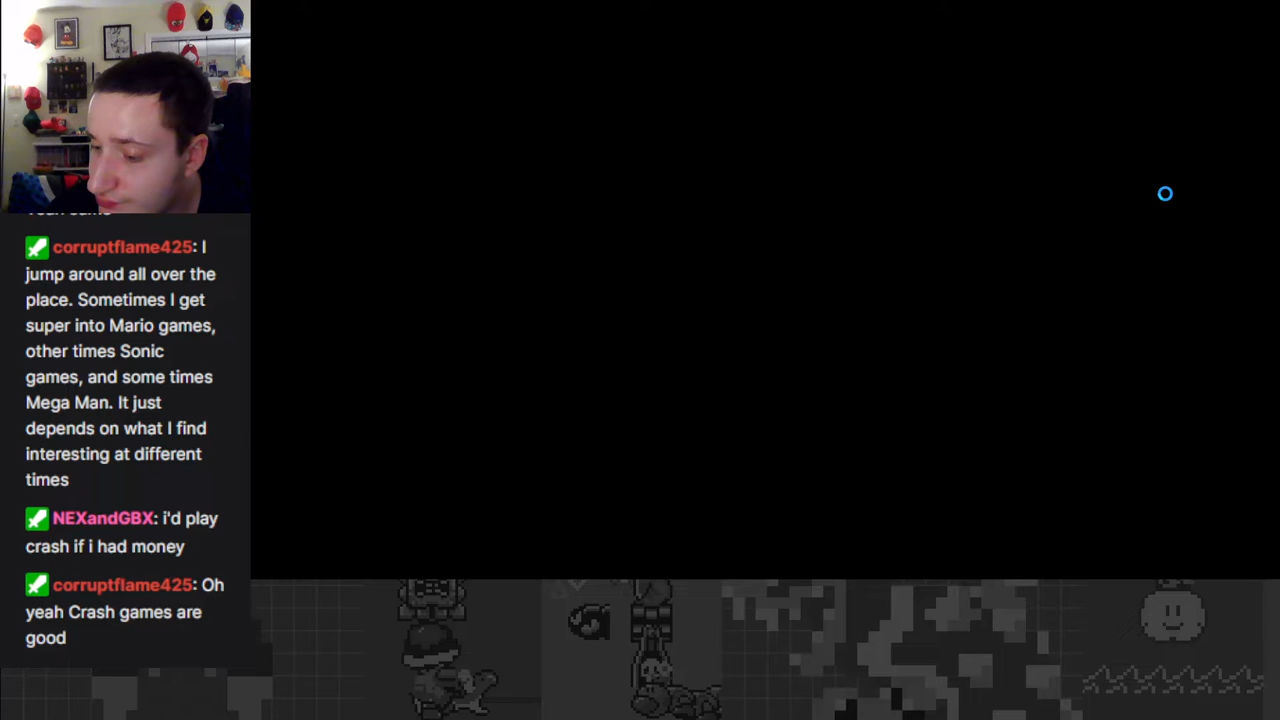 corruptflame425: I
jump around all over the
place. Sometimes I get
super into Mario games,
other times Sonic
games, and some times
Mega Man. It just
depends on what I find
interesting at different
times
NEXandGBX: i'd play
crash if i had money
corruptflame425: Oh
yeah Crash games are
good